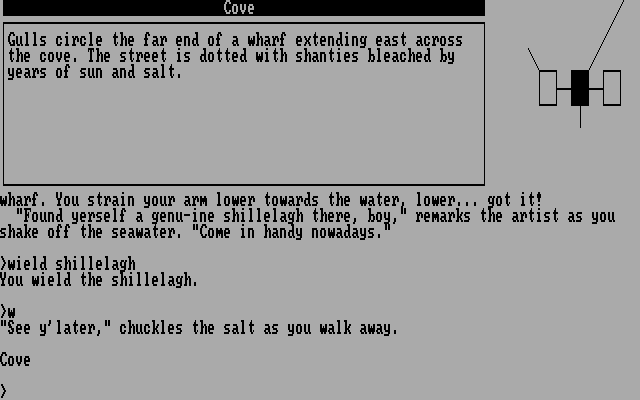 Cove
Gulls circle the far end of a wharf extending east across
the cove. The street is dotted with shanties bleached by
years of sun and salt.
wharf. You strain your arm lower towards the water, lower... got it!
"Found yerself a genu-ine shillelagh there, boy," remarks the artist as you
shake off the seawater. "Come in handy nowadays."
>wield shillelagh
You wield the shillelagh.
>w
"See y'later," chuckles the salt as you walk away.
Cove
>